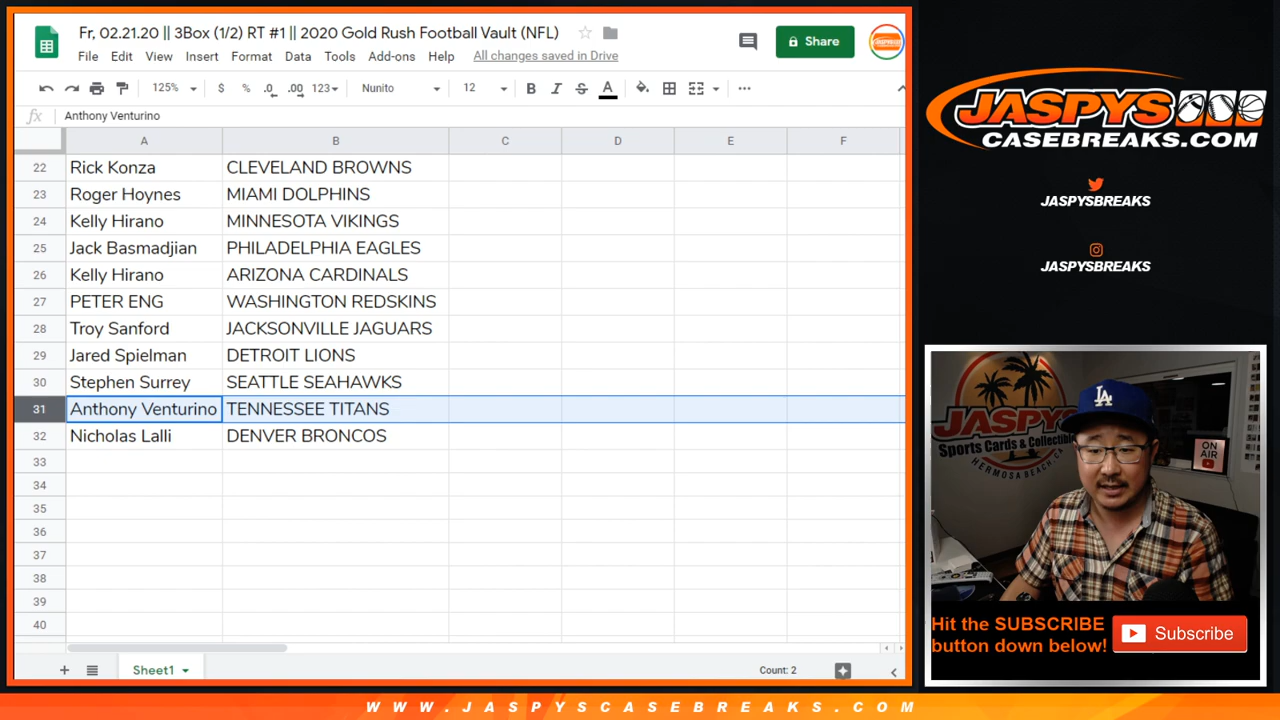 Fr, 02.21.20 || 3Box (1/2) RT #1 || 2020 Gold Rush Football Vault (NFL)
File Edit View Insert Format Data Tools Add-ons Help All changes saved in Drive
Share
125% $ % .0 .00 123 Nunito 12 B I S A
fx Anthony Venturino
A B C D E F
22 Rick Konza CLEVELAND BROWNS
23 Roger Hoynes MIAMI DOLPHINS
24 Kelly Hirano MINNESOTA VIKINGS
25 Jack Basmadjian PHILADELPHIA EAGLES
26 Kelly Hirano ARIZONA CARDINALS
27 PETER ENG WASHINGTON REDSKINS
28 Troy Sanford JACKSONVILLE JAGUARS
29 Jared Spielman DETROIT LIONS
30 Stephen Surrey SEATTLE SEAHAWKS
31 Anthony Venturino TENNESSEE TITANS
32 Nicholas Lalli DENVER BRONCOS
33
34
35
36
37
38
39
40
Sheet1
Count: 2
JASPYS
CASEBREAKS.COM
JASPYSBREAKS
JASPYSBREAKS
JASPYS
Sports Cards & Collectibles
HERMOSA BEACH, CA
LA
ON
AIR
Hit the SUBSCRIBE
button down below!
Subscribe
WWW.JASPYSCASEBREAKS.COM